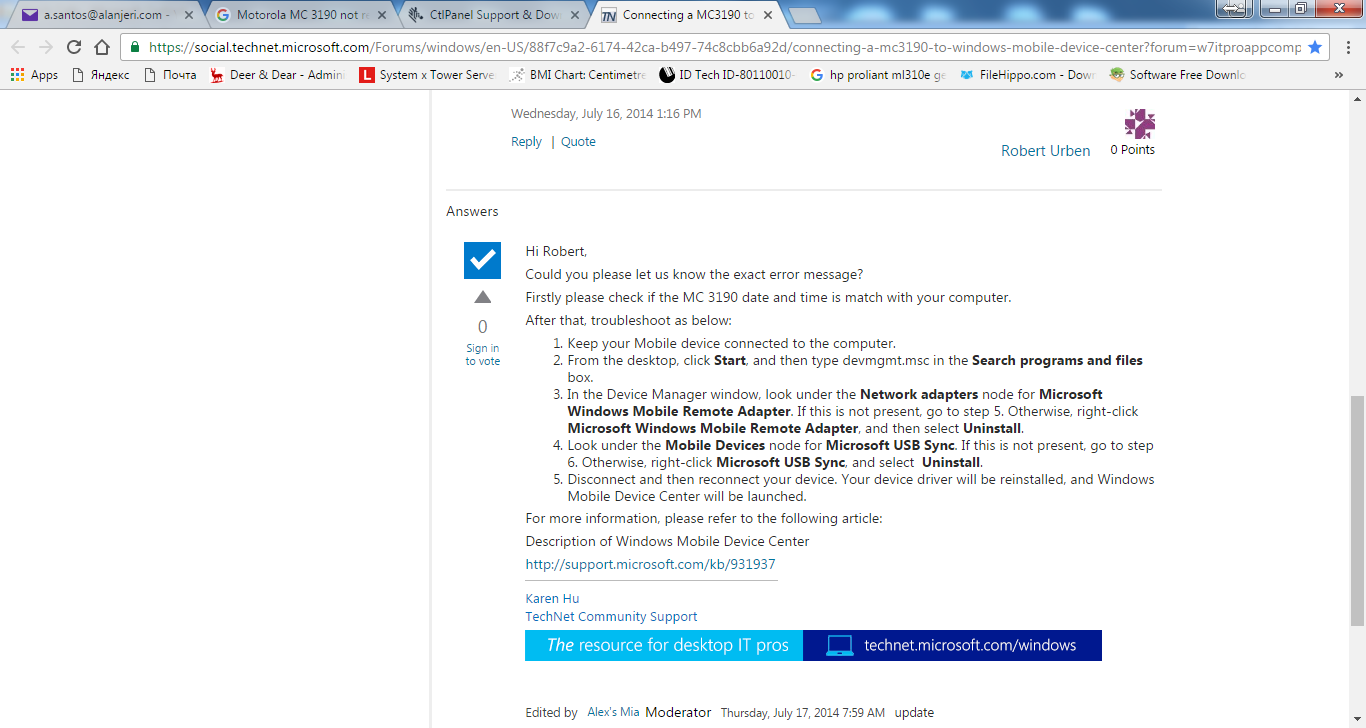 a.santos@alanjeri.com -
Motorola MC 3190 not r
CtlPanel Support & Dow
TN Connecting a MC3190 to
https://social.technet.microsoft.com/Forums/windows/en-US/88f7c9a2-6174-42ca-b497-74c8cbb6a92d/connecting-a-mc3190-to-windows-mobile-device-center?forum=w7itproappcomp
Apps Яндекс Почта Deer & Dear - Admin L System x Tower Serve BMI Chart: Centimetre ID Tech ID-80110010- hp proliant ml310e ge FileHippo.com - Dow Software Free Downlo »
Wednesday, July 16, 2014 1:16 PM
Reply | Quote
Robert Urben 0 Points
Answers
Hi Robert,
Could you please let us know the exact error message?
Firstly please check if the MC 3190 date and time is match with your computer.
After that, troubleshoot as below:
0
Sign in
to vote
1. Keep your Mobile device connected to the computer.
2. From the desktop, click Start, and then type devmgmt.msc in the Search programs and files
box.
3. In the Device Manager window, look under the Network adapters node for Microsoft
Windows Mobile Remote Adapter. If this is not present, go to step 5. Otherwise, right-click
Microsoft Windows Mobile Remote Adapter, and then select Uninstall.
4. Look under the Mobile Devices node for Microsoft USB Sync. If this is not present, go to step
6. Otherwise, right-click Microsoft USB Sync, and select Uninstall.
5. Disconnect and then reconnect your device. Your device driver will be reinstalled, and Windows
Mobile Device Center will be launched.
For more information, please refer to the following article:
Description of Windows Mobile Device Center
http://support.microsoft.com/kb/931937
Karen Hu
TechNet Community Support
The resource for desktop IT pros technet.microsoft.com/windows
Edited by Alex's Mia Moderator Thursday, July 17, 2014 7:59 AM update